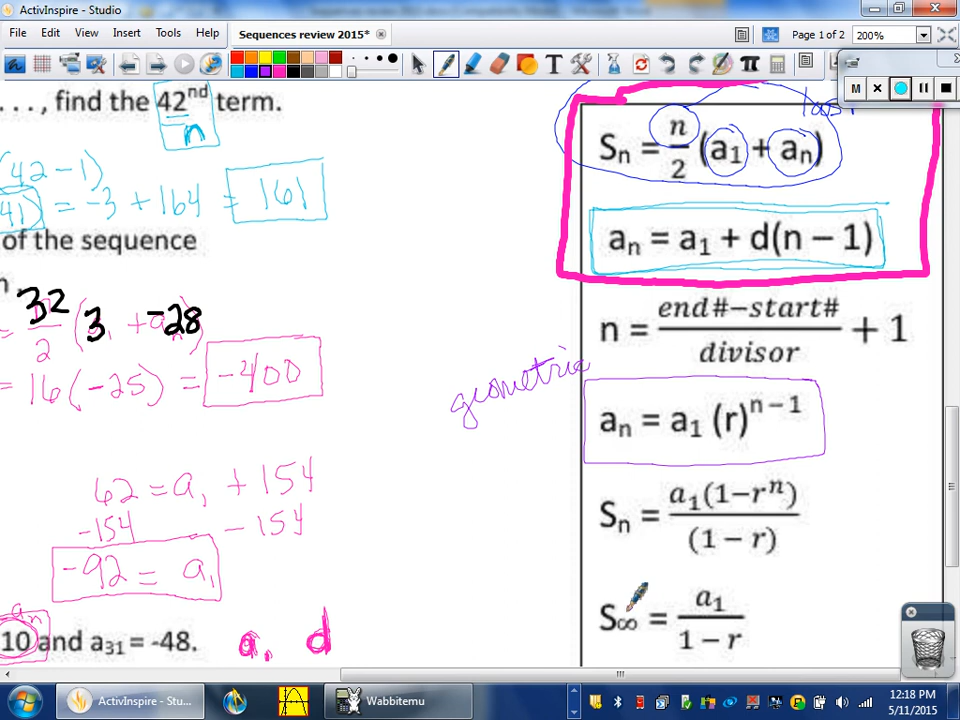 ActivInspire - Studio
File Edit View Insert Tools Help Sequences review 2015* Page 1 of 2 200%
. . ., find the 42nd term.
(42 - 1)
41) = -3 + 164 = 161
of the sequence
32/2 (3 + -28)
= 16(-25) = -400
62 = a1 + 154
-154 - 154
-92 = a1
an
10 and a31 = -48. a1 d
last
Sn = n/2 (a1 + an)
an = a1 + d(n − 1)
n = end#−start#/divisor + 1
geometric
an = a1 (r)^n − 1
Sn = a1(1−r^n)/(1 − r)
S∞ = a1/1 − r
n
M
ActivInspire - Stu... Wabbitemu
12:18 PM
5/11/2015